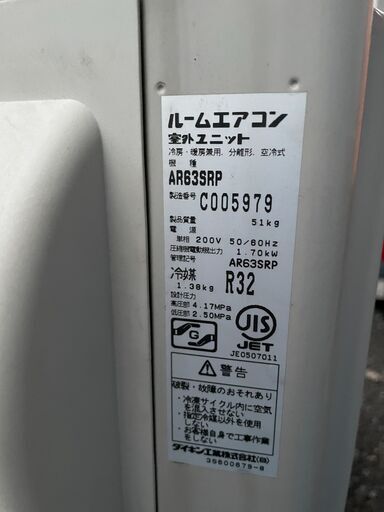 ルームエアコン
室外ユニット
冷房・暖房兼用, 分離形, 空冷式
機種
AR63SRP
製造番号 C005979
製品質量 51kg
電源
単相 200V 50/60Hz
圧縮機電動機出力 1.70kW
管理記号 AR63SRP
冷媒 R32
1.38kg
設計圧力
高圧部 4.17MPa
低圧部 2.50MPa
G
JIS
JET
JE0507011
警告
破裂・故障のおそれあり
・冷凍サイクル内に空気
を混入させない
・指定冷媒以外を使用
しない
・お客様自身で工事作業
をしない
ダイキン工業株式会社
3S600879-8